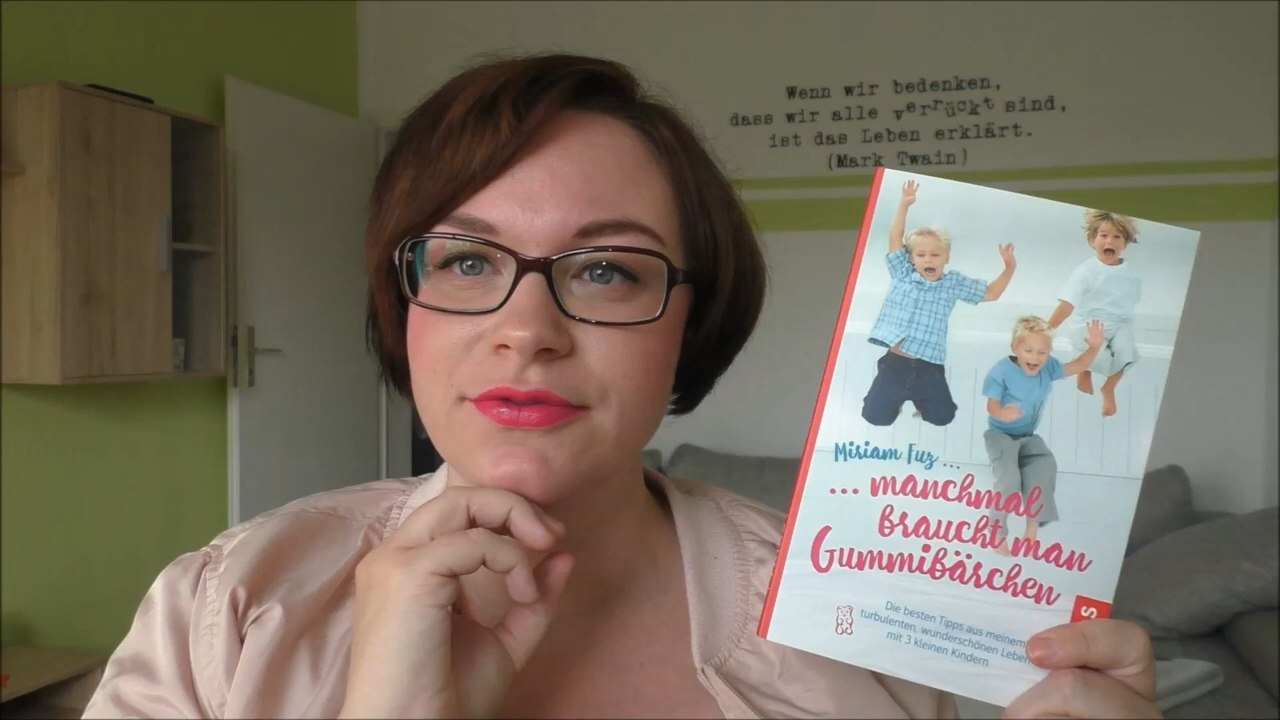 Wenn wir bedenken,
dass wir alle verrückt sind,
ist das Leben erklärt.
(Mark Twain)
Miriam Fuz ...
... manchmal
braucht man
Gummibärchen
Die besten Tipps aus meinem
turbulenten, wunderschönen Leben
mit 3 kleinen Kindern
S